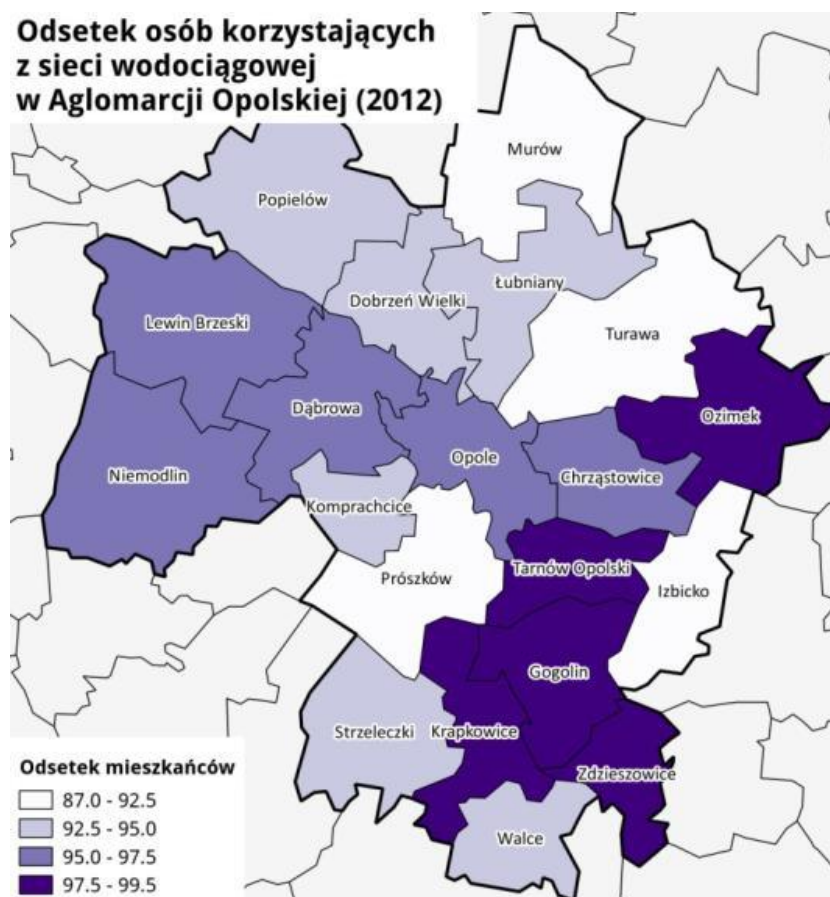 Odsetek osób korzystających
z sieci wodociągowej
w Aglomarcji Opolskiej (2012)
Murów
Popielów
Łubniany
Dobrzeń Wielki
Lewin Brzeski
Turawa
Dąbrowa
Ozimek
Opole
Niemodlin
Chrząstowice
Komprachcice
Tarnów Opolski
Prószków
Izbicko
Gogolin
Strzeleczki
Krapkowice
Zdzieszowice
Walce
Odsetek mieszkańców
87.0 - 92.5
92.5 - 95.0
95.0 - 97.5
97.5 - 99.5